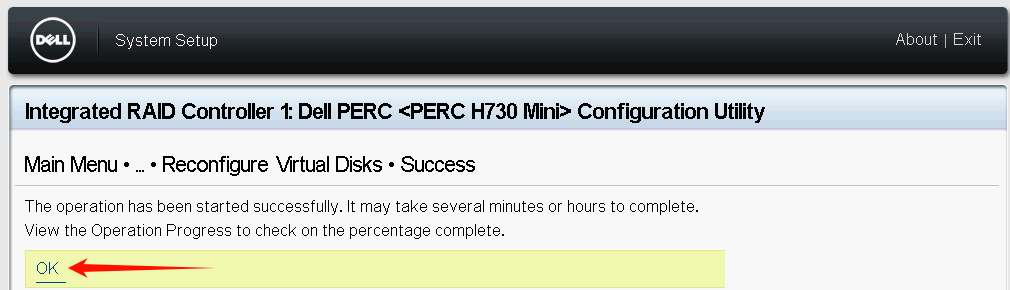 DELL
System Setup
About | Exit
Integrated RAID Controller 1: Dell PERC <PERC H730 Mini> Configuration Utility
Main Menu • ... • Reconfigure Virtual Disks • Success
The operation has been started successfully. It may take several minutes or hours to complete.
View the Operation Progress to check on the percentage complete.
OK